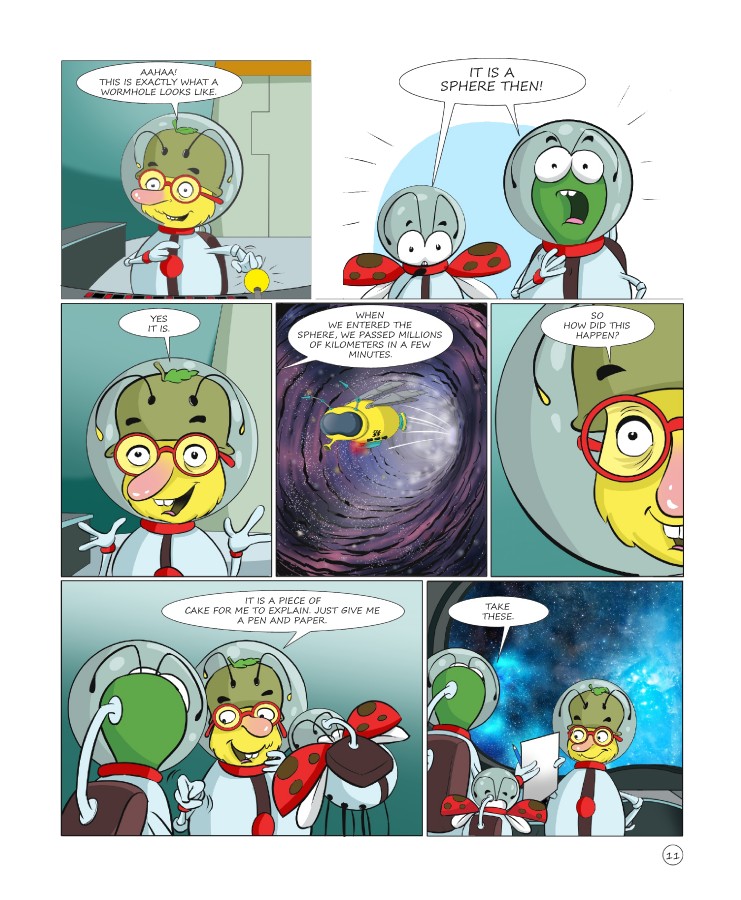 AAHAA!
THIS IS EXACTLY WHAT A
WORMHOLE LOOKS LIKE.
IT IS A
SPHERE THEN!
YES
IT IS.
WHEN
WE ENTERED THE
SPHERE, WE PASSED MILLIONS
OF KILOMETERS IN A FEW
MINUTES.
SO
HOW DID THIS
HAPPEN?
IT IS A PIECE OF
CAKE FOR ME TO EXPLAIN. JUST GIVE ME
A PEN AND PAPER.
TAKE
THESE.
11